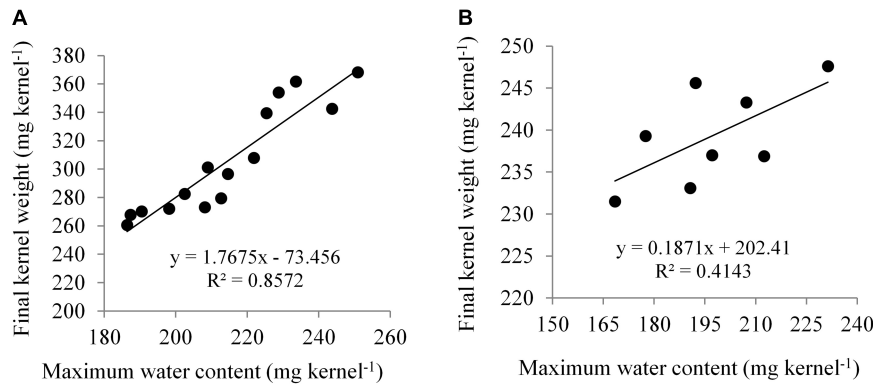 A
Final kernel weight (mg kernel-1)
380
360
340
320
300
280
260
240
220
200
y = 1.7675x - 73.456
R² = 0.8572
180 200 220 240 260
Maximum water content (mg kernel-1)
B
Final kernel weight (mg kernel-1)
250
245
240
235
230
225
220
y = 0.1871x + 202.41
R² = 0.4143
150 165 180 195 210 225 240
Maximum water content (mg kernel-1)